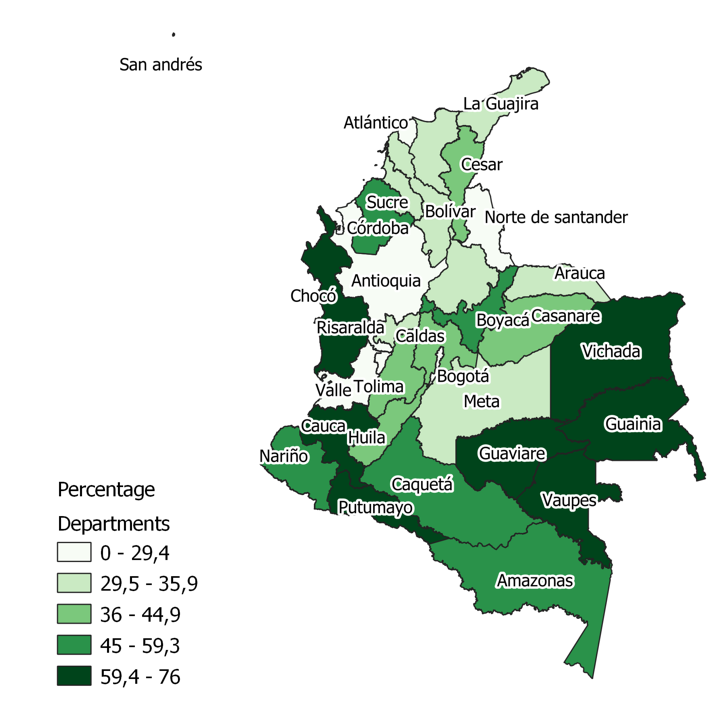 San andrés
La Guajira
Atlántico
Cesar
Sucre
Bolívar
Norte de santander
Córdoba
Antioquia
Arauca
Chocó
Risaralda
Caldas
Boyacá
Casanare
Vichada
Bogotá
Valle
Tolima
Meta
Cauca
Huila
Guainia
Nariño
Guaviare
Caquetá
Vaupes
Putumayo
Amazonas
Percentage
Departments
0 - 29,4
29,5 - 35,9
36 - 44,9
45 - 59,3
59,4 - 76